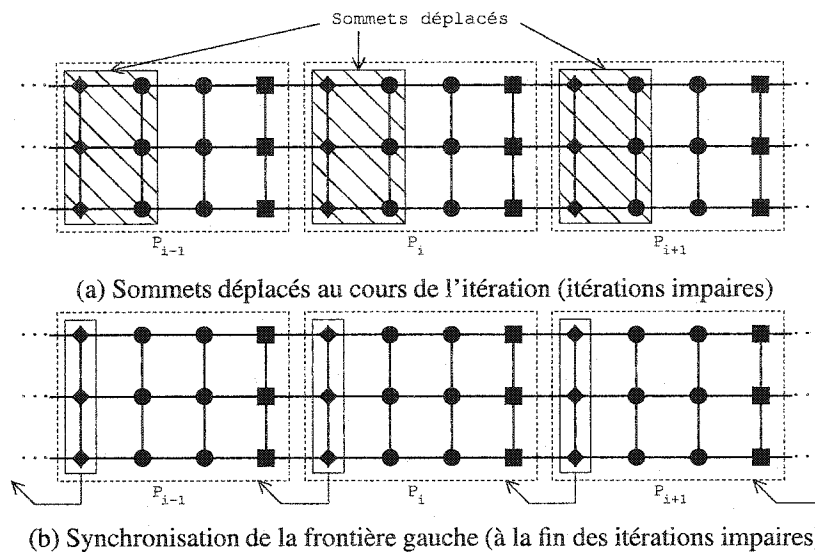 Sommets déplacés
P_{i-1} P_i P_{i+1}
(a) Sommets déplacés au cours de l'itération (itérations impaires)
P_{i-1} P_i P_{i+1}
(b) Synchronisation de la frontière gauche (à la fin des itérations impaires